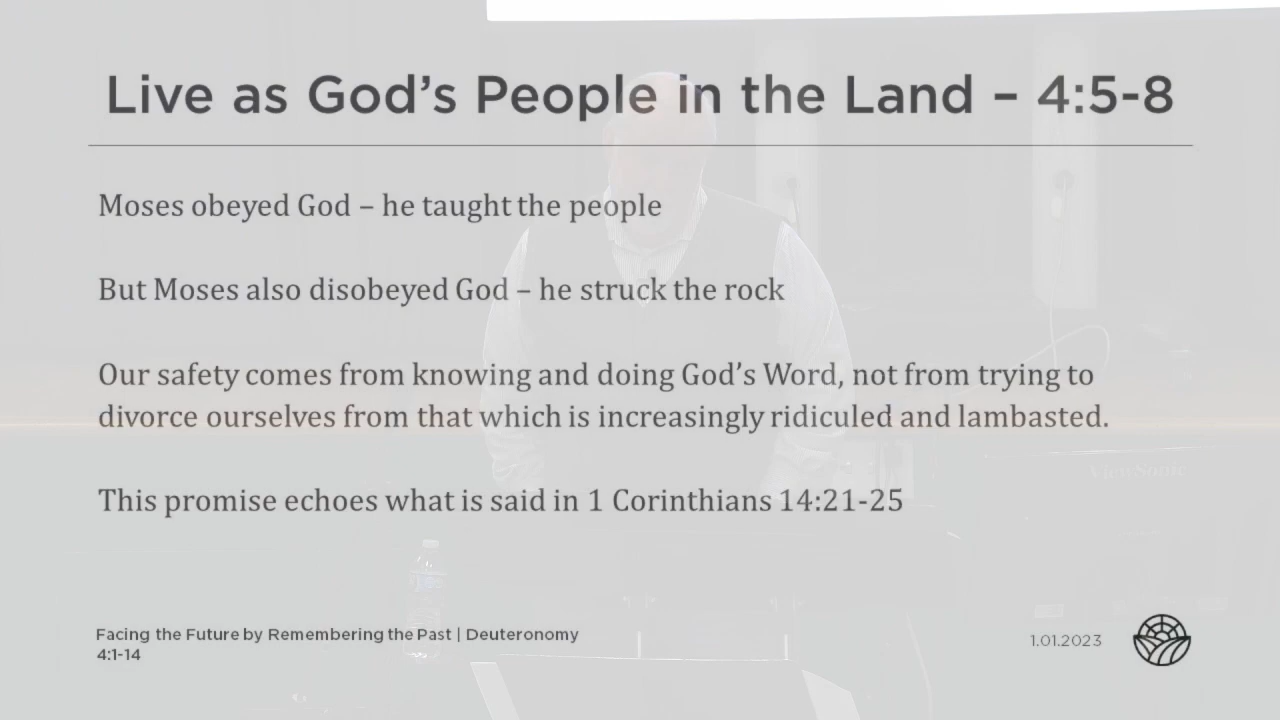 Live as God’s People in the Land – 4:5-8
Moses obeyed God – he taught the people
But Moses also disobeyed God – he struck the rock
Our safety comes from knowing and doing God’s Word, not from trying to
divorce ourselves from that which is increasingly ridiculed and lambasted.
This promise echoes what is said in 1 Corinthians 14:21-25
ViewSonic
Facing the Future by Remembering the Past | Deuteronomy
4:1-14
1.01.2023